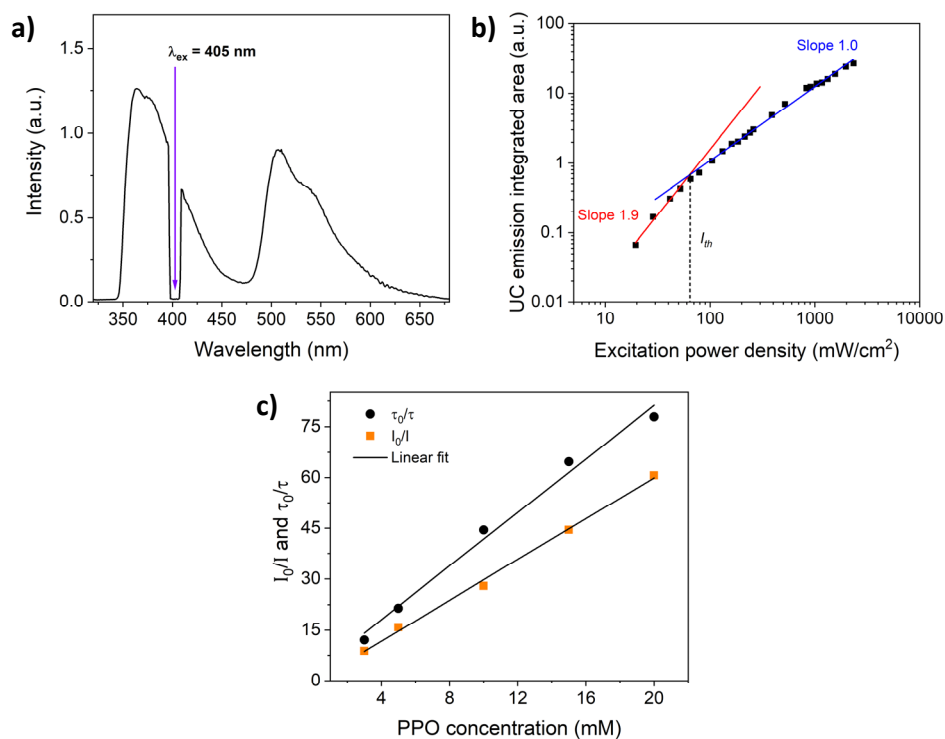 a)
λex = 405 nm
1.5
1.0
0.5
0.0
Intensity (a.u.)
350 400 450 500 550 600 650
Wavelength (nm)
b)
Slope 1.0
Slope 1.9
Ith
100
10
1
0.1
0.01
UC emission integrated area (a.u.)
10 100 1000 10000
Excitation power density (mW/cm²)
c)
τ₀/τ
I₀/I
Linear fit
75
60
45
30
15
0
I₀/I and τ₀/τ
4 8 12 16 20
PPO concentration (mM)